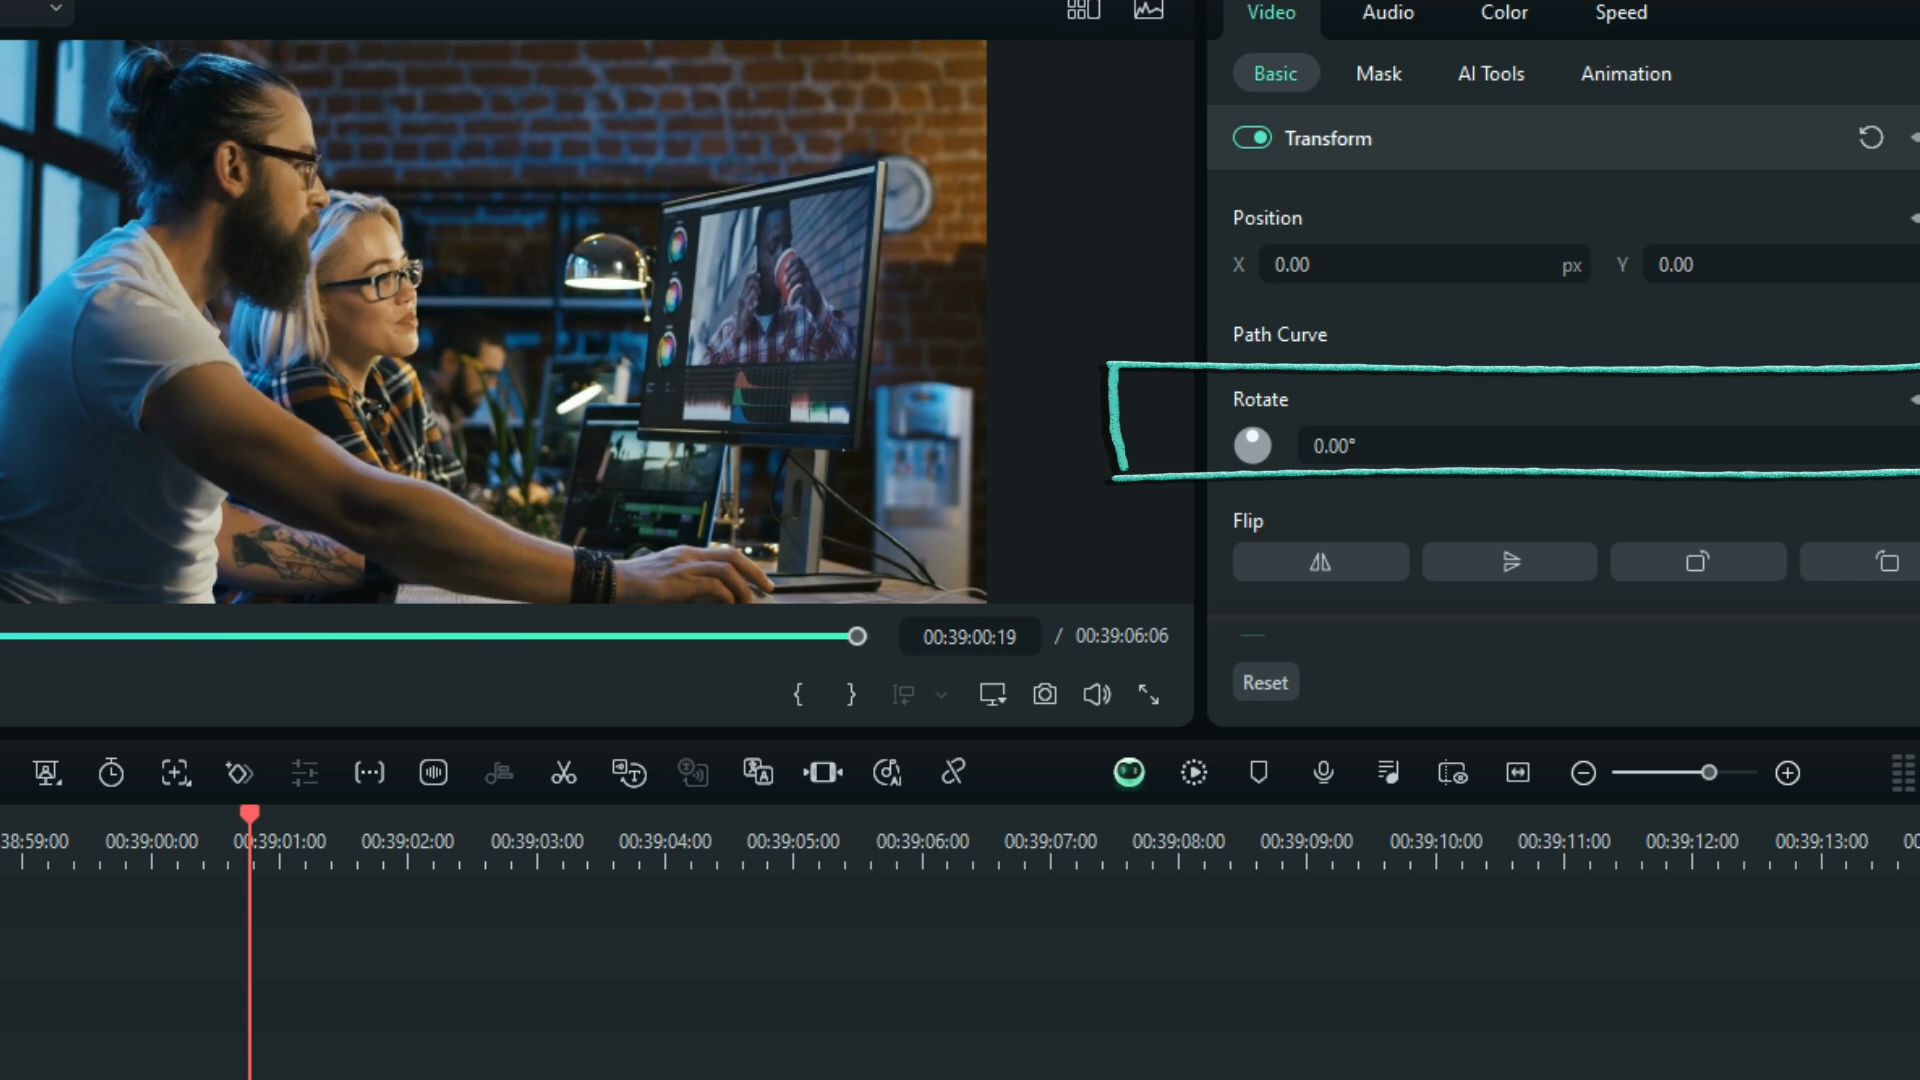 Video Audio Color Speed
Basic Mask AI Tools Animation
Transform
Position
X 0.00 px Y 0.00
Path Curve
Rotate
0.00°
Flip
00:39:00:19 / 00:39:06:06
Reset
38:59:00 00:39:00:00 00:39:01:00 00:39:02:00 00:39:03:00 00:39:04:00 00:39:05:00 00:39:06:00 00:39:07:00 00:39:08:00 00:39:09:00 00:39:10:00 00:39:11:00 00:39:12:00 00:39:13:00 00